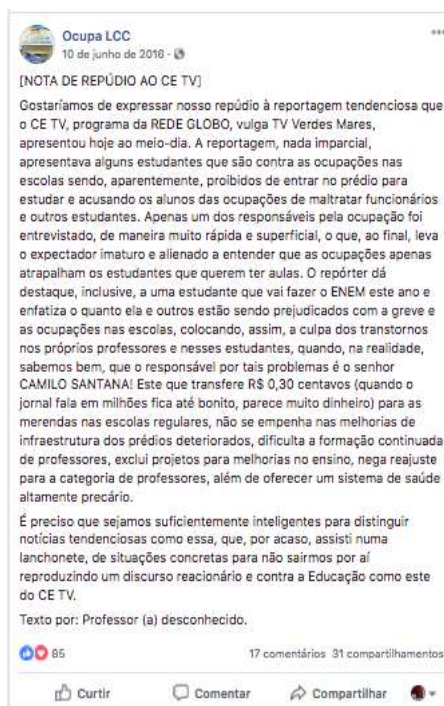 Ocupa LCC
10 de junho de 2016 ·
[NOTA DE REPÚDIO AO CE TV]
Gostaríamos de expressar nosso repúdio à reportagem tendenciosa que
o CE TV, programa da REDE GLOBO, vulga TV Verdes Mares,
apresentou hoje ao meio-dia. A reportagem, nada imparcial,
apresentava alguns estudantes que são contra as ocupações nas
escolas sendo, aparentemente, proibidos de entrar no prédio para
estudar e acusando os alunos das ocupações de maltratar funcionários
e outros estudantes. Apenas um dos responsáveis pela ocupação foi
entrevistado, de maneira muito rápida e superficial, o que, ao final, leva
o expectador imaturo e alienado a entender que as ocupações apenas
atrapalham os estudantes que querem ter aulas. O repórter dá
destaque, inclusive, a uma estudante que vai fazer o ENEM este ano e
enfatiza o quanto ela e outros estão sendo prejudicados com a greve e
as ocupações nas escolas, colocando, assim, a culpa dos transtornos
nos próprios professores e nesses estudantes, quando, na realidade,
sabemos bem, que o responsável por tais problemas é o senhor
CAMILO SANTANA! Este que transfere R$ 0,30 centavos (quando o
jornal fala em milhões fica até bonito, parece muito dinheiro) para as
merendas nas escolas regulares, não se empenha nas melhorias de
infraestrutura dos prédios deteriorados, dificulta a formação continuada
de professores, exclui projetos para melhorias no ensino, nega reajuste
para a categoria de professores, além de oferecer um sistema de saúde
altamente precário.
É preciso que sejamos suficientemente inteligentes para distinguir
notícias tendenciosas como essa, que, por acaso, assisti numa
lanchonete, de situações concretas para não sairmos por aí
reproduzindo um discurso reacionário e contra a Educação como este
do CE TV.
Texto por: Professor (a) desconhecido.
85 17 comentários 31 compartilhamentos
Curtir Comentar Compartilhar